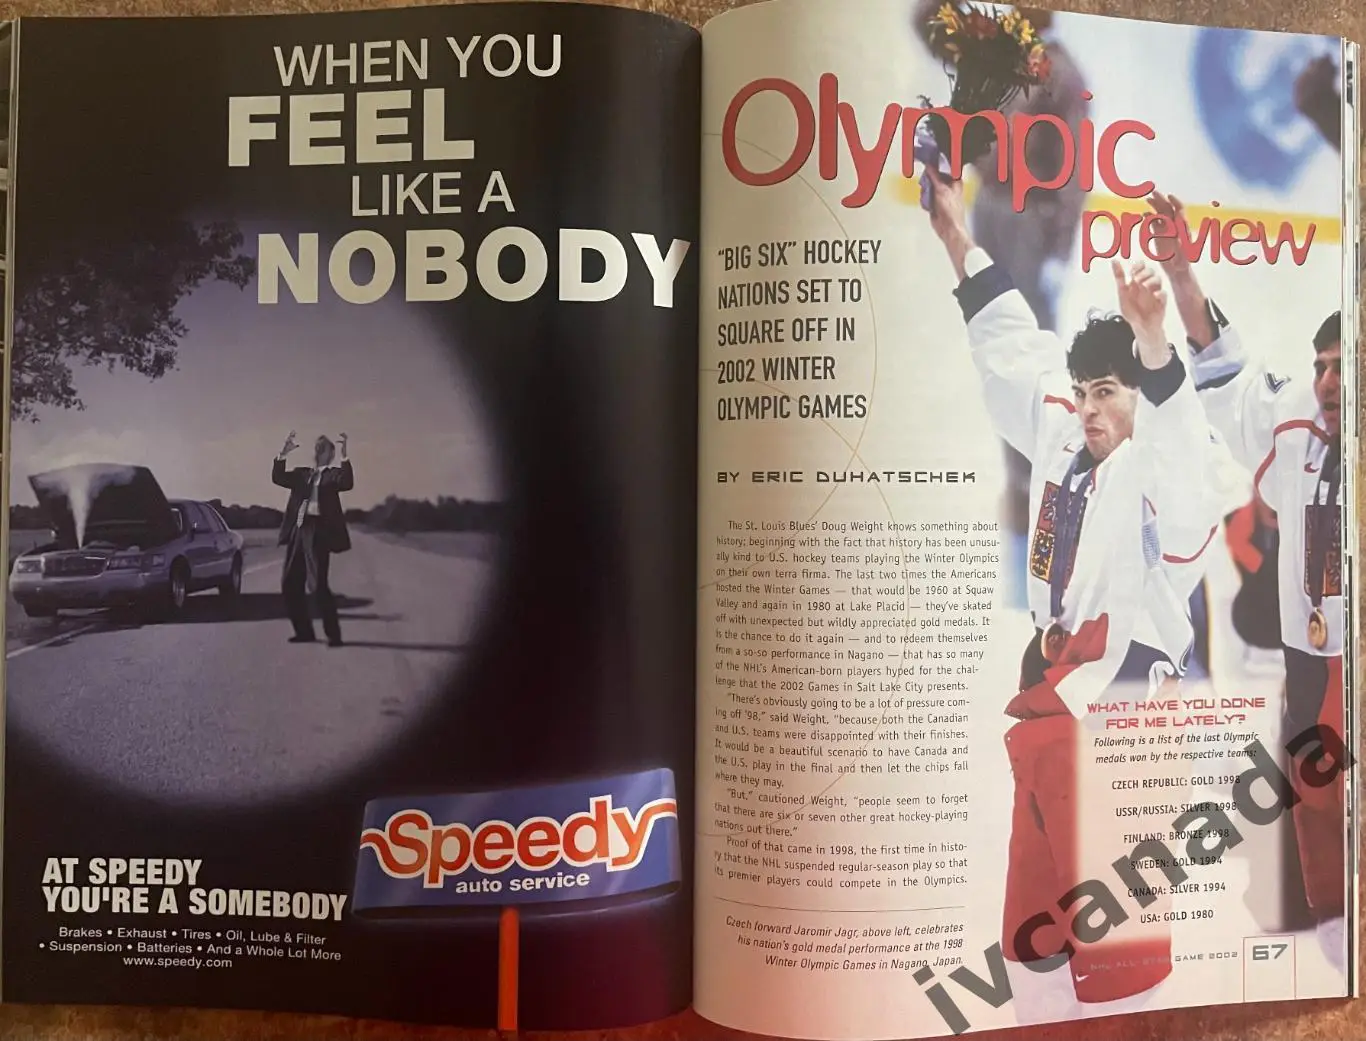 WHEN YOU
FEEL
LIKE A
NOBODY
Speedy
auto service
AT SPEEDY
YOU'RE A SOMEBODY
Brakes • Exhaust • Tires • Oil, Lube & Filter
• Suspension • Batteries • And a Whole Lot More
www.speedy.com
Olympic
preview
"BIG SIX" HOCKEY
NATIONS SET TO
SQUARE OFF IN
2002 WINTER
OLYMPIC GAMES
BY ERIC DUHATSCHEK
The St. Louis Blues' Doug Weight knows something about
history; beginning with the fact that history has been unusu-
ally kind to U.S. hockey teams playing the Winter Olympics
on their own terra firma. The last two times the Americans
hosted the Winter Games — that would be 1960 at Squaw
Valley and again in 1980 at Lake Placid — they've skated
off with unexpected but wildly appreciated gold medals. It
is the chance to do it again — and to redeem themselves
from a so-so performance in Nagano — that has so many
of the NHL's American-born players hyped for the chal-
lenge that the 2002 Games in Salt Lake City presents.
"There's obviously going to be a lot of pressure com-
ing off '98," said Weight, "because both the Canadian
and U.S. teams were disappointed with their finishes.
It would be a beautiful scenario to have Canada and
the U.S. play in the final and then let the chips fall
where they may.
"But," cautioned Weight, "people seem to forget
that there are six or seven other great hockey-playing
nations out there."
Proof of that came in 1998, the first time in histo-
ry that the NHL suspended regular-season play so that
its premier players could compete in the Olympics.
Czech forward Jaromir Jagr, above left, celebrates
his nation's gold medal performance at the 1998
Winter Olympic Games in Nagano, Japan.
WHAT HAVE YOU DONE
FOR ME LATELY?
Following is a list of the last Olympic
medals won by the respective teams:
CZECH REPUBLIC: GOLD 1998
USSR/RUSSIA: SILVER 1998
FINLAND: BRONZE 1998
SWEDEN: GOLD 1994
CANADA: SILVER 1994
USA: GOLD 1980
NHL ALL-STAR GAME 2002
67
ivcanada